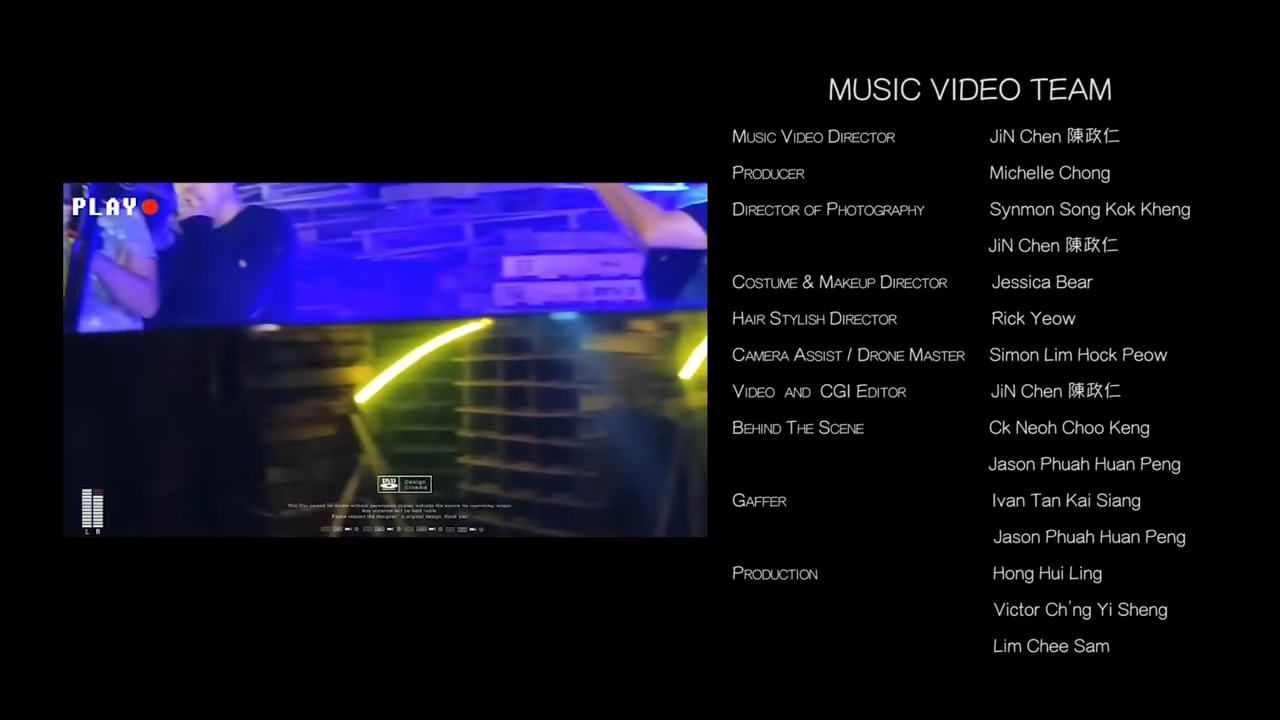 MUSIC VIDEO TEAM
MUSIC VIDEO DIRECTOR JiN Chen 陳政仁
PRODUCER Michelle Chong
DIRECTOR OF PHOTOGRAPHY Synmon Song Kok Kheng
JiN Chen 陳政仁
COSTUME & MAKEUP DIRECTOR Jessica Bear
HAIR STYLISH DIRECTOR Rick Yeow
CAMERA ASSIST / DRONE MASTER Simon Lim Hock Peow
VIDEO AND CGI EDITOR JiN Chen 陳政仁
BEHIND THE SCENE Ck Neoh Choo Keng
Jason Phuah Huan Peng
GAFFER Ivan Tan Kai Siang
Jason Phuah Huan Peng
PRODUCTION Hong Hui Ling
Victor Ch'ng Yi Sheng
Lim Chee Sam
PLAY
DVD Design Cinema
L R